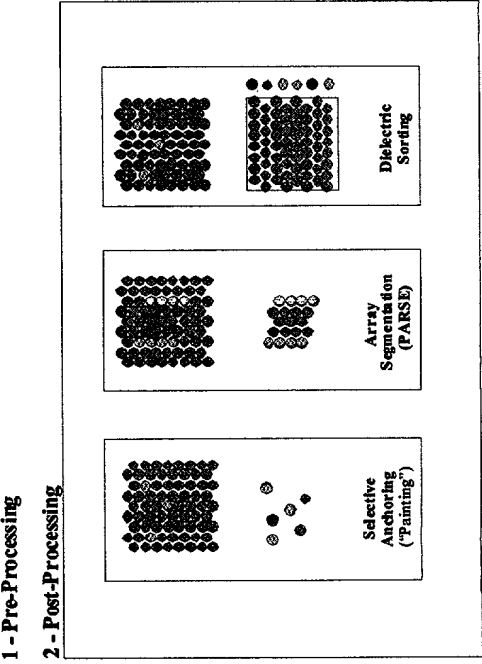 1 - Pre-Processing
2 - Post-Processing
Selective
Anchoring
("Painting")
Array
Segmentation
(PARSE)
Dielectric
Sorting